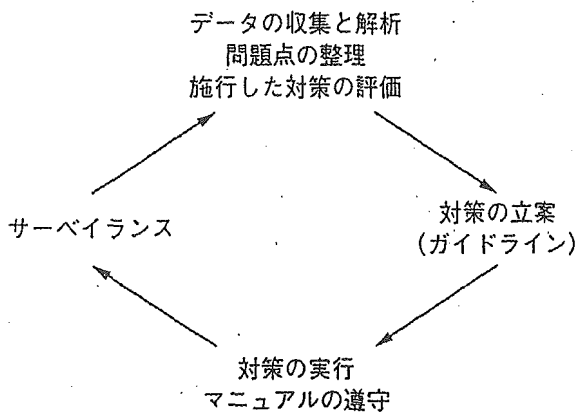 データの収集と解析
問題点の整理
施行した対策の評価
サーベイランス
対策の立案
(ガイドライン)
対策の実行
マニュアルの遵守